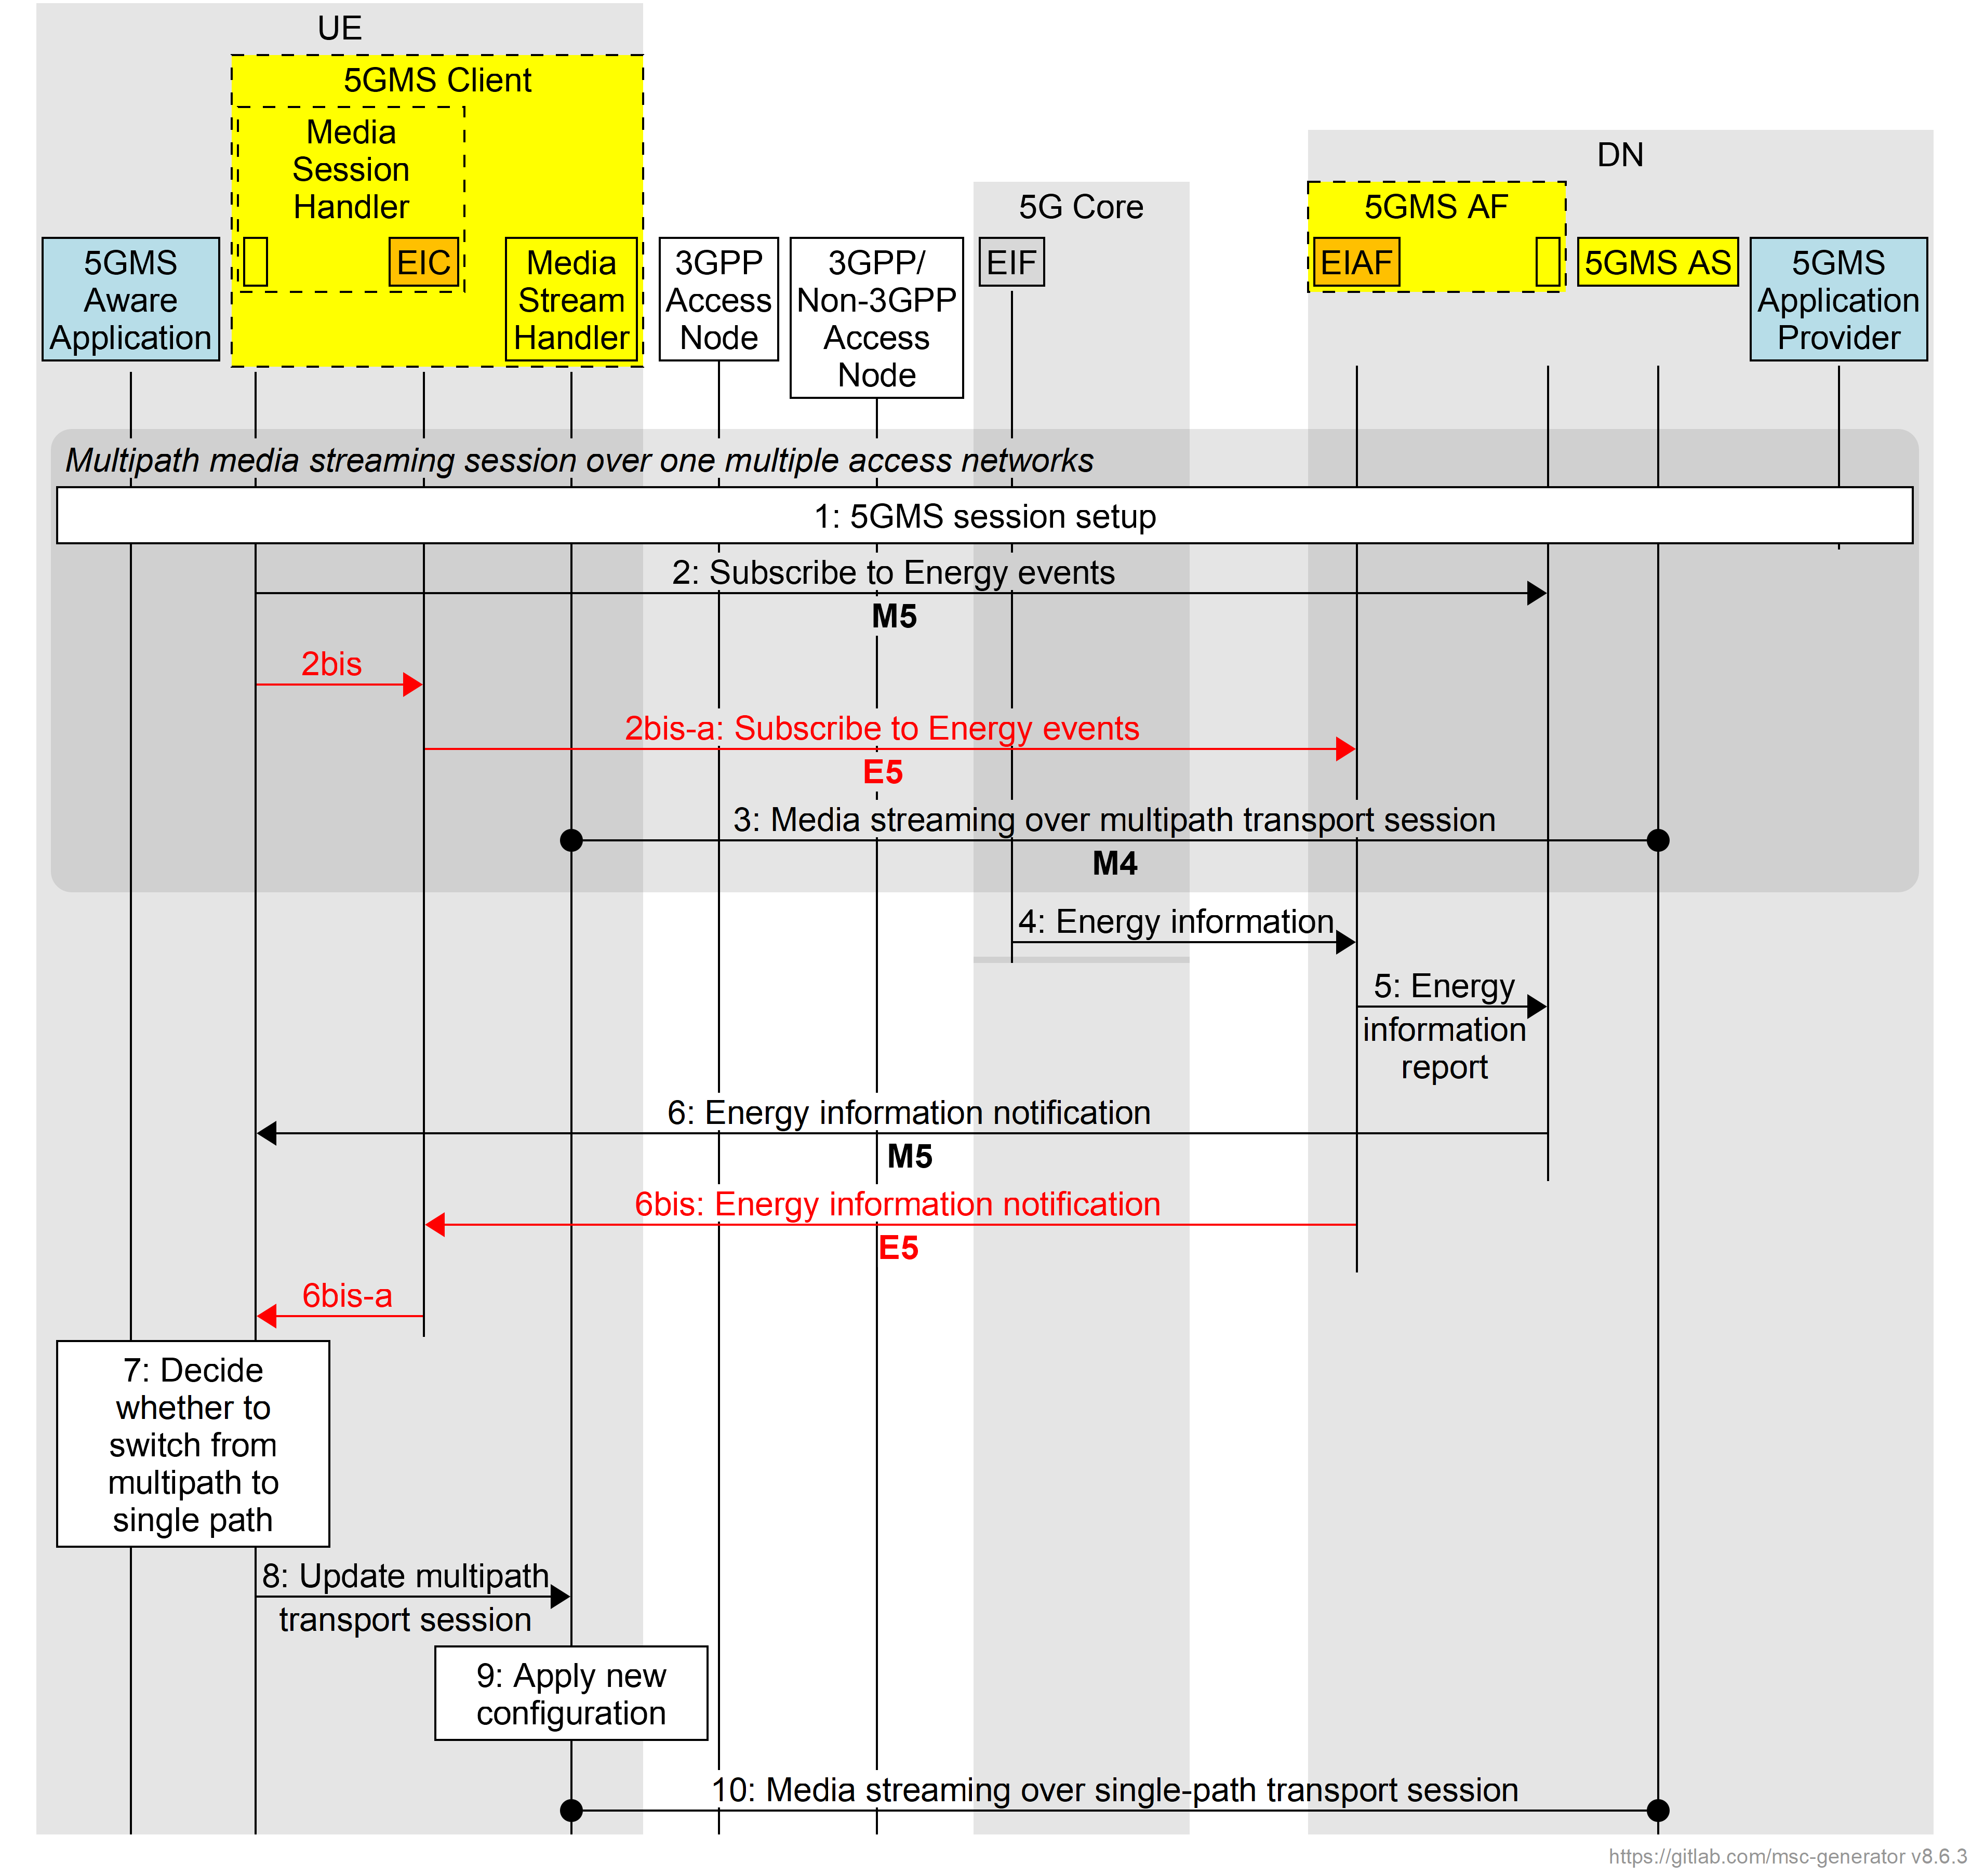 UE
5GMS Client
Media
Session
Handler
DN
5G Core
5GMS AF
5GMS
Aware
Application
EIC
Media
Stream
Handler
3GPP
Access
Node
3GPP/
Non-3GPP
Access
Node
EIF
EIAF
5GMS AS
5GMS
Application
Provider
Multipath media streaming session over one multiple access networks
1: 5GMS session setup
2: Subscribe to Energy events
M5
2bis
2bis-a: Subscribe to Energy events
E5
3: Media streaming over multipath transport session
M4
4: Energy information
5: Energy
information
report
6: Energy information notification
M5
6bis: Energy information notification
E5
6bis-a
7: Decide
whether to
switch from
multipath to
single path
8: Update multipath
transport session
9: Apply new
configuration
10: Media streaming over single-path transport session
https://gitlab.com/msc-generator v8.6.3